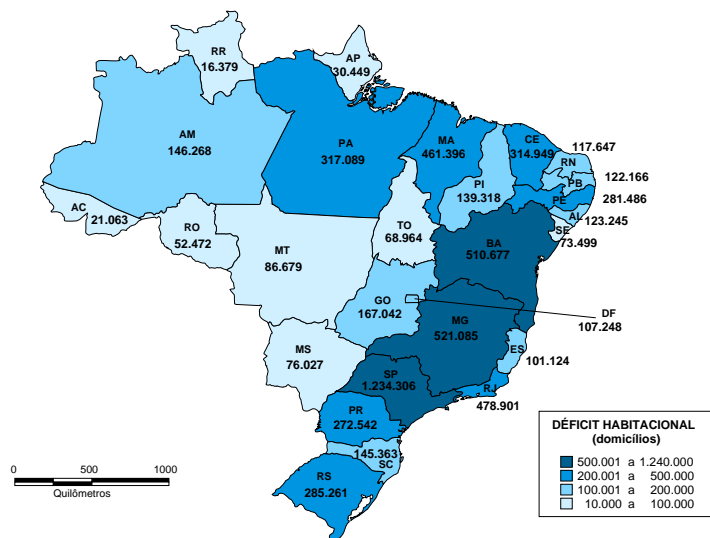 RR
16.379
AP
30.449
AM
146.268
PA
317.089
MA
461.396
CE
314.949
117.647
RN
122.166
PB
PI
139.318
PE
281.486
AL
123.245
SE
73.499
AC
21.063
RO
52.472
TO
68.964
BA
510.677
MT
86.679
GO
167.042
DF
107.248
MG
521.085
ES
101.124
MS
76.027
SP
1.234.306
RJ
478.901
PR
272.542
145.363
SC
RS
285.261
0 500 1000
Quilômetros
DÉFICIT HABITACIONAL
(domicílios)
500.001 a 1.240.000
200.001 a 500.000
100.001 a 200.000
10.000 a 100.000